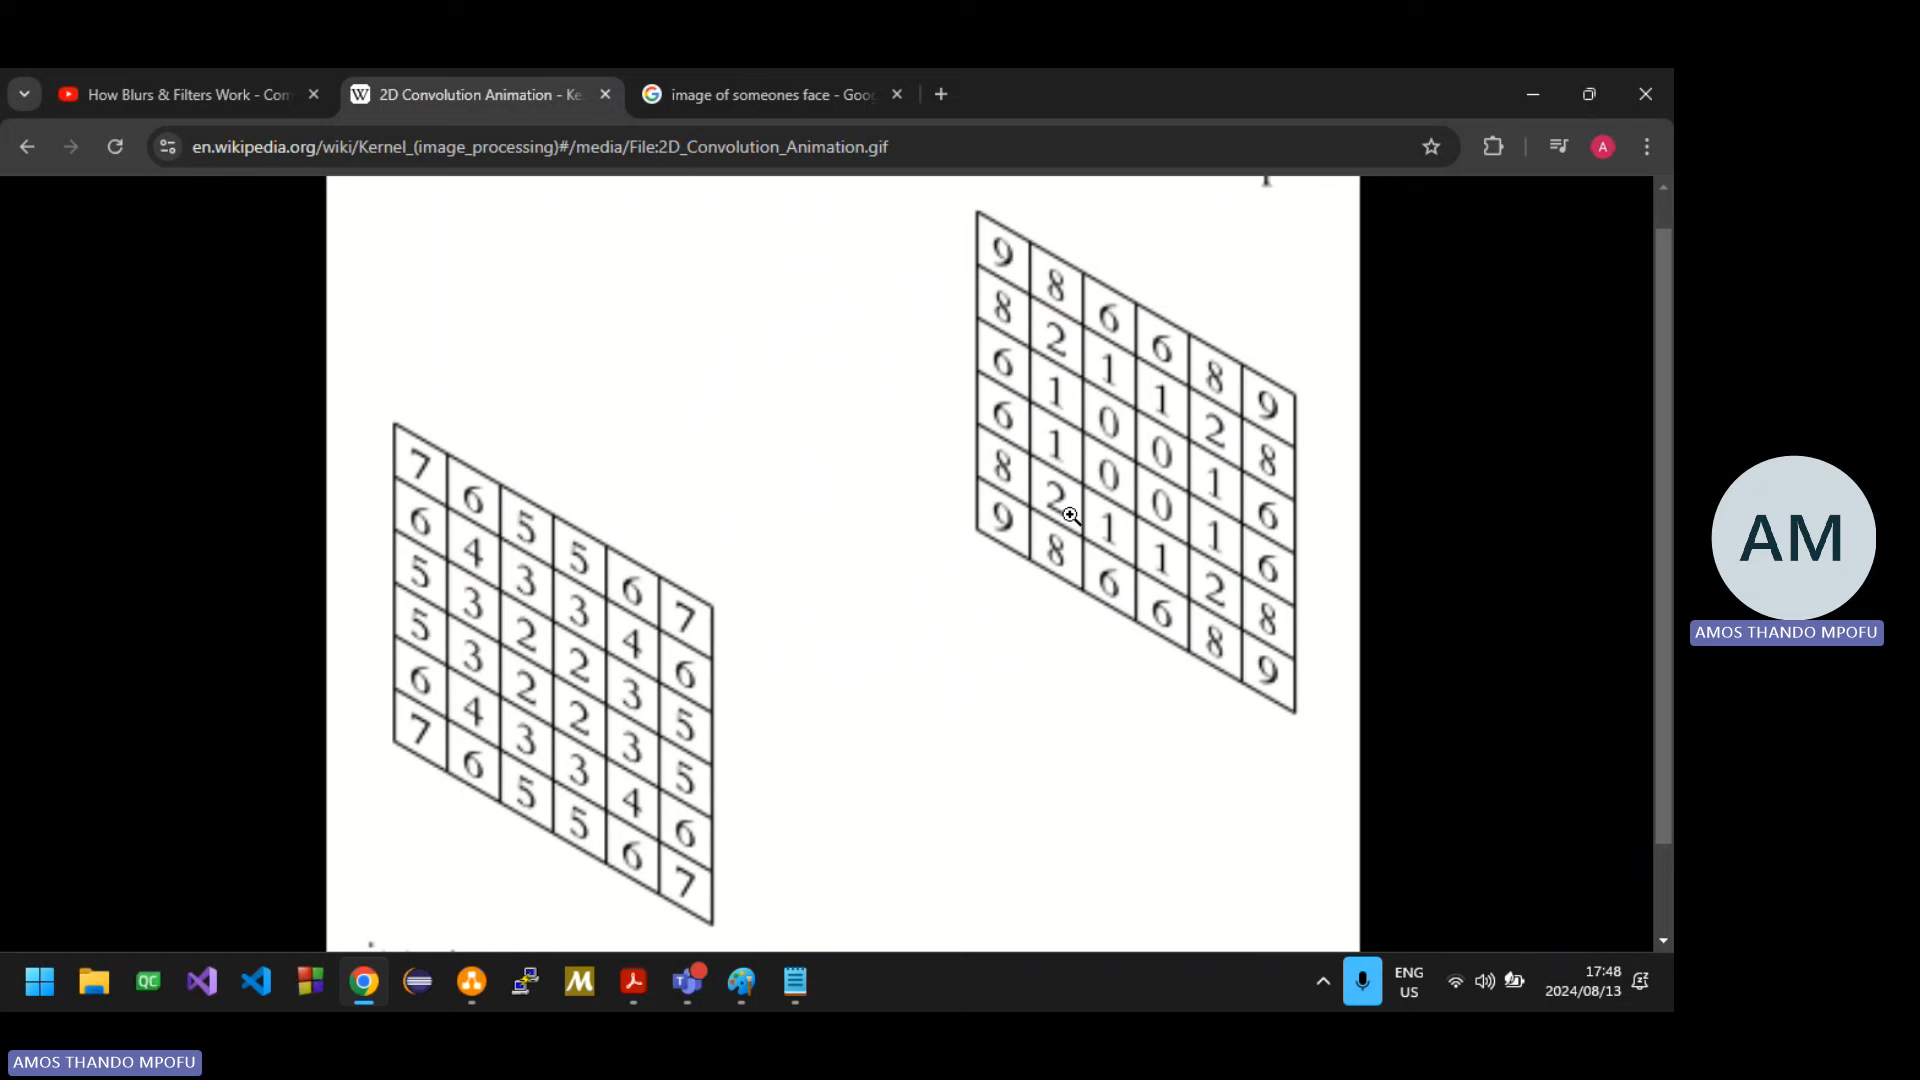 How Blurs & Filters Work - Com
2D Convolution Animation - Ke
image of someones face - Goo
en.wikipedia.org/wiki/Kernel_(image_processing)#/media/File:2D_Convolution_Animation.gif
A
7 6 5 5 6 7
6 4 3 3 4 6
5 3 2 2 3 5
5 3 2 2 3 5
6 4 3 3 4 6
7 6 5 5 6 7
9 8 6 6 8 9
8 2 1 1 2 8
6 1 0 0 1 6
6 1 0 0 1 6
8 2 1 1 2 8
9 8 6 6 8 9
AM
AMOS THANDO MPOFU
QC
M
ENG
US
17:48
2024/08/13
AMOS THANDO MPOFU